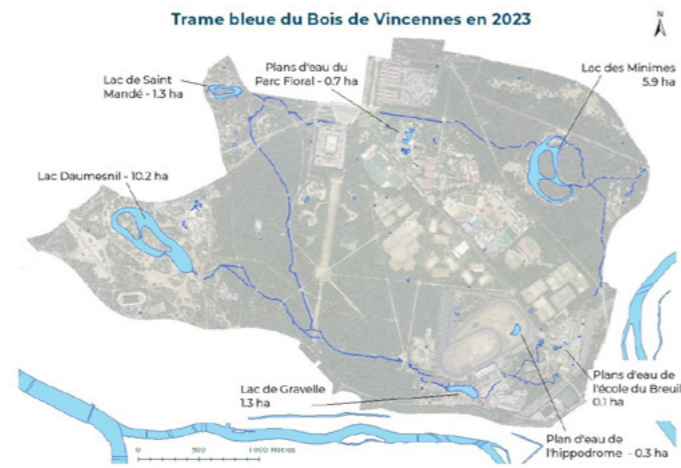 Trame bleue du Bois de Vincennes en 2023
N
Lac de Saint
Mandé - 1.3 ha
Plans d'eau du
Parc Floral - 0.7 ha
Lac des Minimes
5.9 ha
Lac Daumesnil - 10.2 ha
Lac de Gravelle
1.3 ha
Plans d'eau de
l'école du Breuil
0.1 ha
Plan d'eau de
l'hippodrome - 0.3 ha
0 500 1 000 Mètres